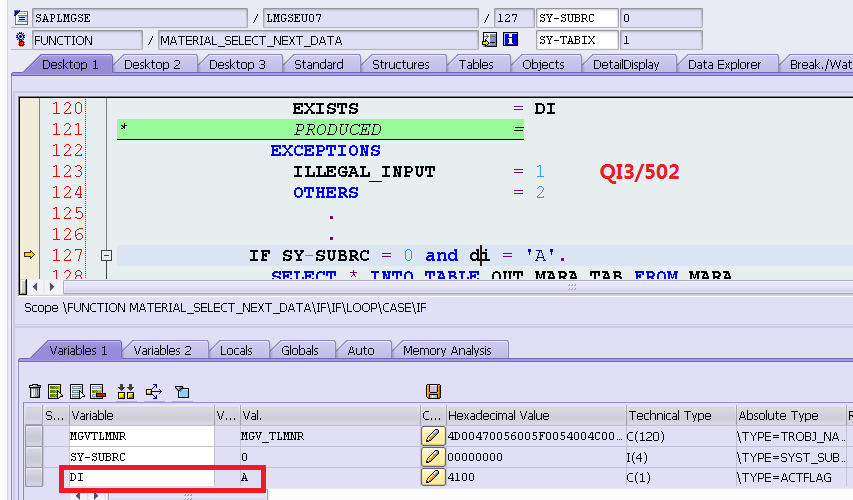 SAPLMGSE / LMGSEU07 / 127 SY-SUBRC 0
FUNCTION / MATERIAL_SELECT_NEXT_DATA SY-TABIX 1
Desktop 1 Desktop 2 Desktop 3 Standard Structures Tables Objects DetailDisplay Data Explorer Break./Wat
120 EXISTS = DI
121 * PRODUCED =
122 EXCEPTIONS
123 ILLEGAL_INPUT = 1 QI3/502
124 OTHERS = 2
125 .
126 .
127 IF SY-SUBRC = 0 and di = 'A'.
128 SELECT * INTO TABLE OUT_MARA_TAB FROM MARA
Scope \FUNCTION MATERIAL_SELECT_NEXT_DATA\IF\IF\LOOP\CASE\IF
Variables 1 Variables 2 Locals Globals Auto Memory Analysis
S... Variable V... Val. C... Hexadecimal Value Technical Type Absolute Type R
MGVTLMNR MGV_TLMNR 4D00470056005F0054004C00... C(120) \TYPE=TROBJ_NA...
SY-SUBRC 0 00000000 I(4) \TYPE=SYST_SUB...
DI A 4100 C(1) \TYPE=ACTFLAG